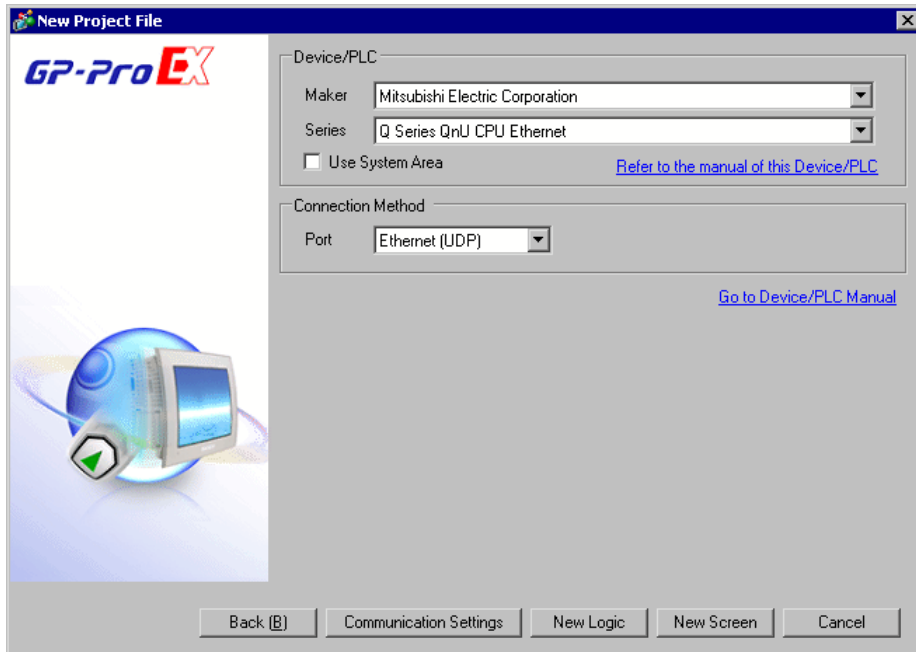 New Project File
GP-Pro EX
Device/PLC
Maker Mitsubishi Electric Corporation
Series Q Series QnU CPU Ethernet
Use System Area Refer to the manual of this Device/PLC
Connection Method
Port Ethernet (UDP)
Go to Device/PLC Manual
Back (B) Communication Settings New Logic New Screen Cancel